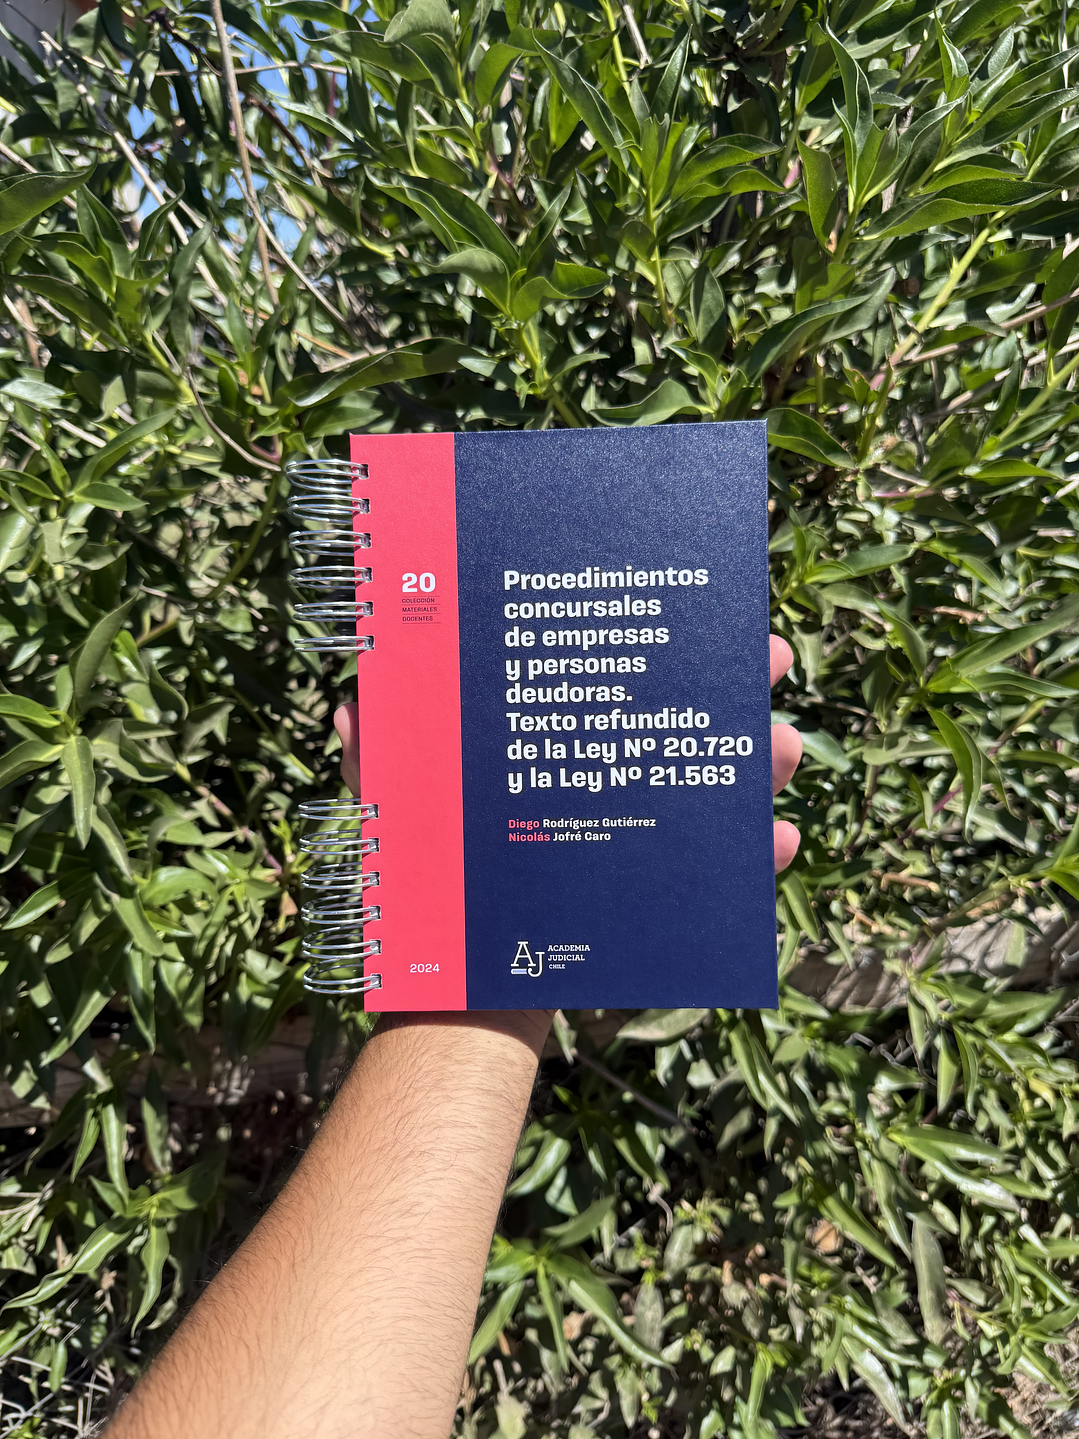 20
COLECCIÓN
MATERIALES
DOCENTES
2024
Procedimientos
concursales
de empresas
y personas
deudoras.
Texto refundido
de la Ley Nº 20.720
y la Ley Nº 21.563
Diego Rodríguez Gutiérrez
Nicolás Jofré Caro
AJ
ACADEMIA
JUDICIAL
CHILE